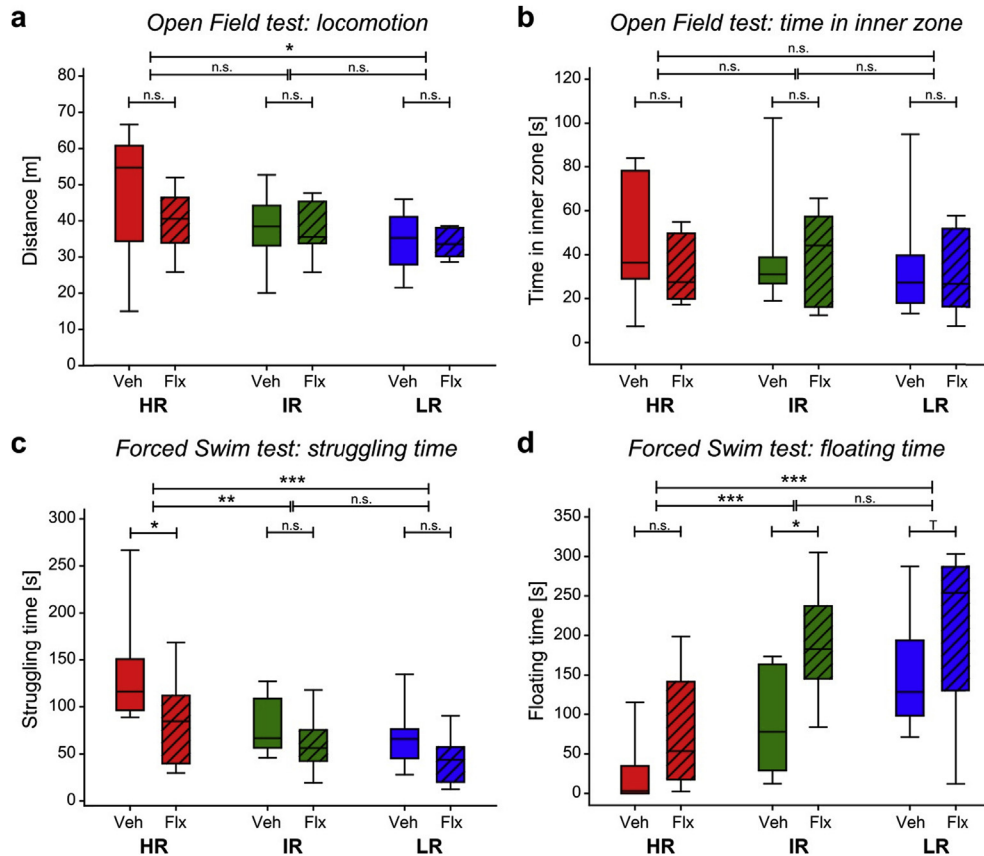 a
Open Field test: locomotion
*
n.s.
n.s.
n.s.
n.s.
n.s.
80
70
60
50
40
30
20
10
0
Distance [m]
Veh
Flx
Veh
Flx
Veh
Flx
HR
IR
LR
b
Open Field test: time in inner zone
n.s.
n.s.
n.s.
n.s.
n.s.
n.s.
120
100
80
60
40
20
0
Time in inner zone [s]
Veh
Flx
Veh
Flx
Veh
Flx
HR
IR
LR
c
Forced Swim test: struggling time
***
**
n.s.
*
n.s.
n.s.
300
250
200
150
100
50
0
Struggling time [s]
Veh
Flx
Veh
Flx
Veh
Flx
HR
IR
LR
d
Forced Swim test: floating time
***
***
n.s.
n.s.
*
T
350
300
250
200
150
100
50
0
Floating time [s]
Veh
Flx
Veh
Flx
Veh
Flx
HR
IR
LR